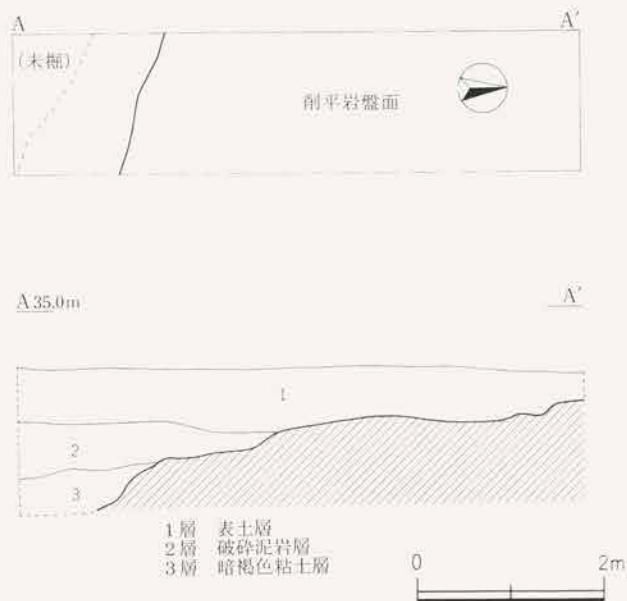 A A'
(未掘)
削平岩盤面
A 35.0m A'
1
2
3
1層 表土層
2層 破砕泥岩層
3層 暗褐色粘土層
0 2m